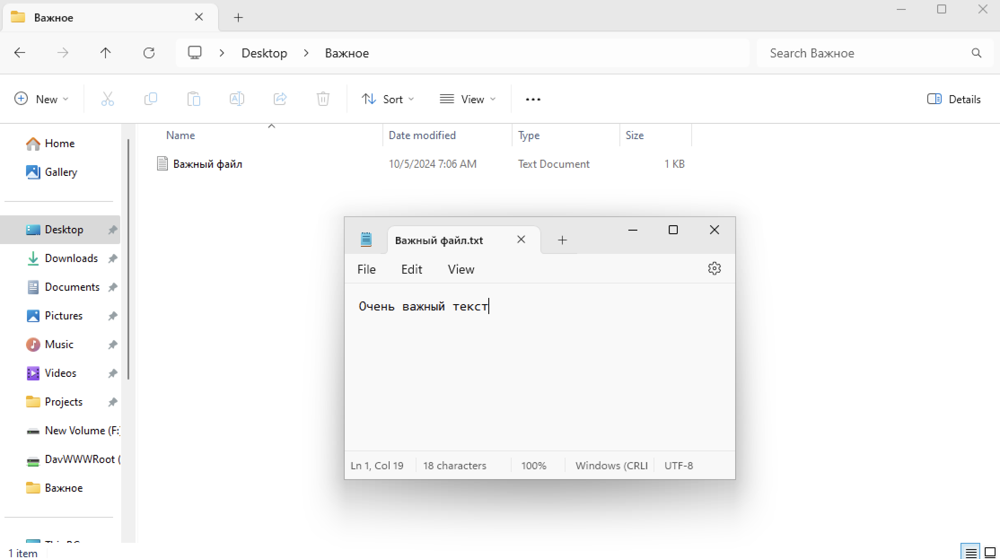 Важное
Desktop
Важное
Search Важное
New
Sort
View
Details
Name
Date modified
Type
Size
Важный файл
10/5/2024 7:06 AM
Text Document
1 KB
Home
Gallery
Desktop
Downloads
Documents
Pictures
Music
Videos
Projects
New Volume (F:)
DavWWWRoot (
Важное
1 item
Важный файл.txt
File
Edit
View
Очень важный текст
Ln 1, Col 19
18 characters
100%
Windows (CRLI
UTF-8